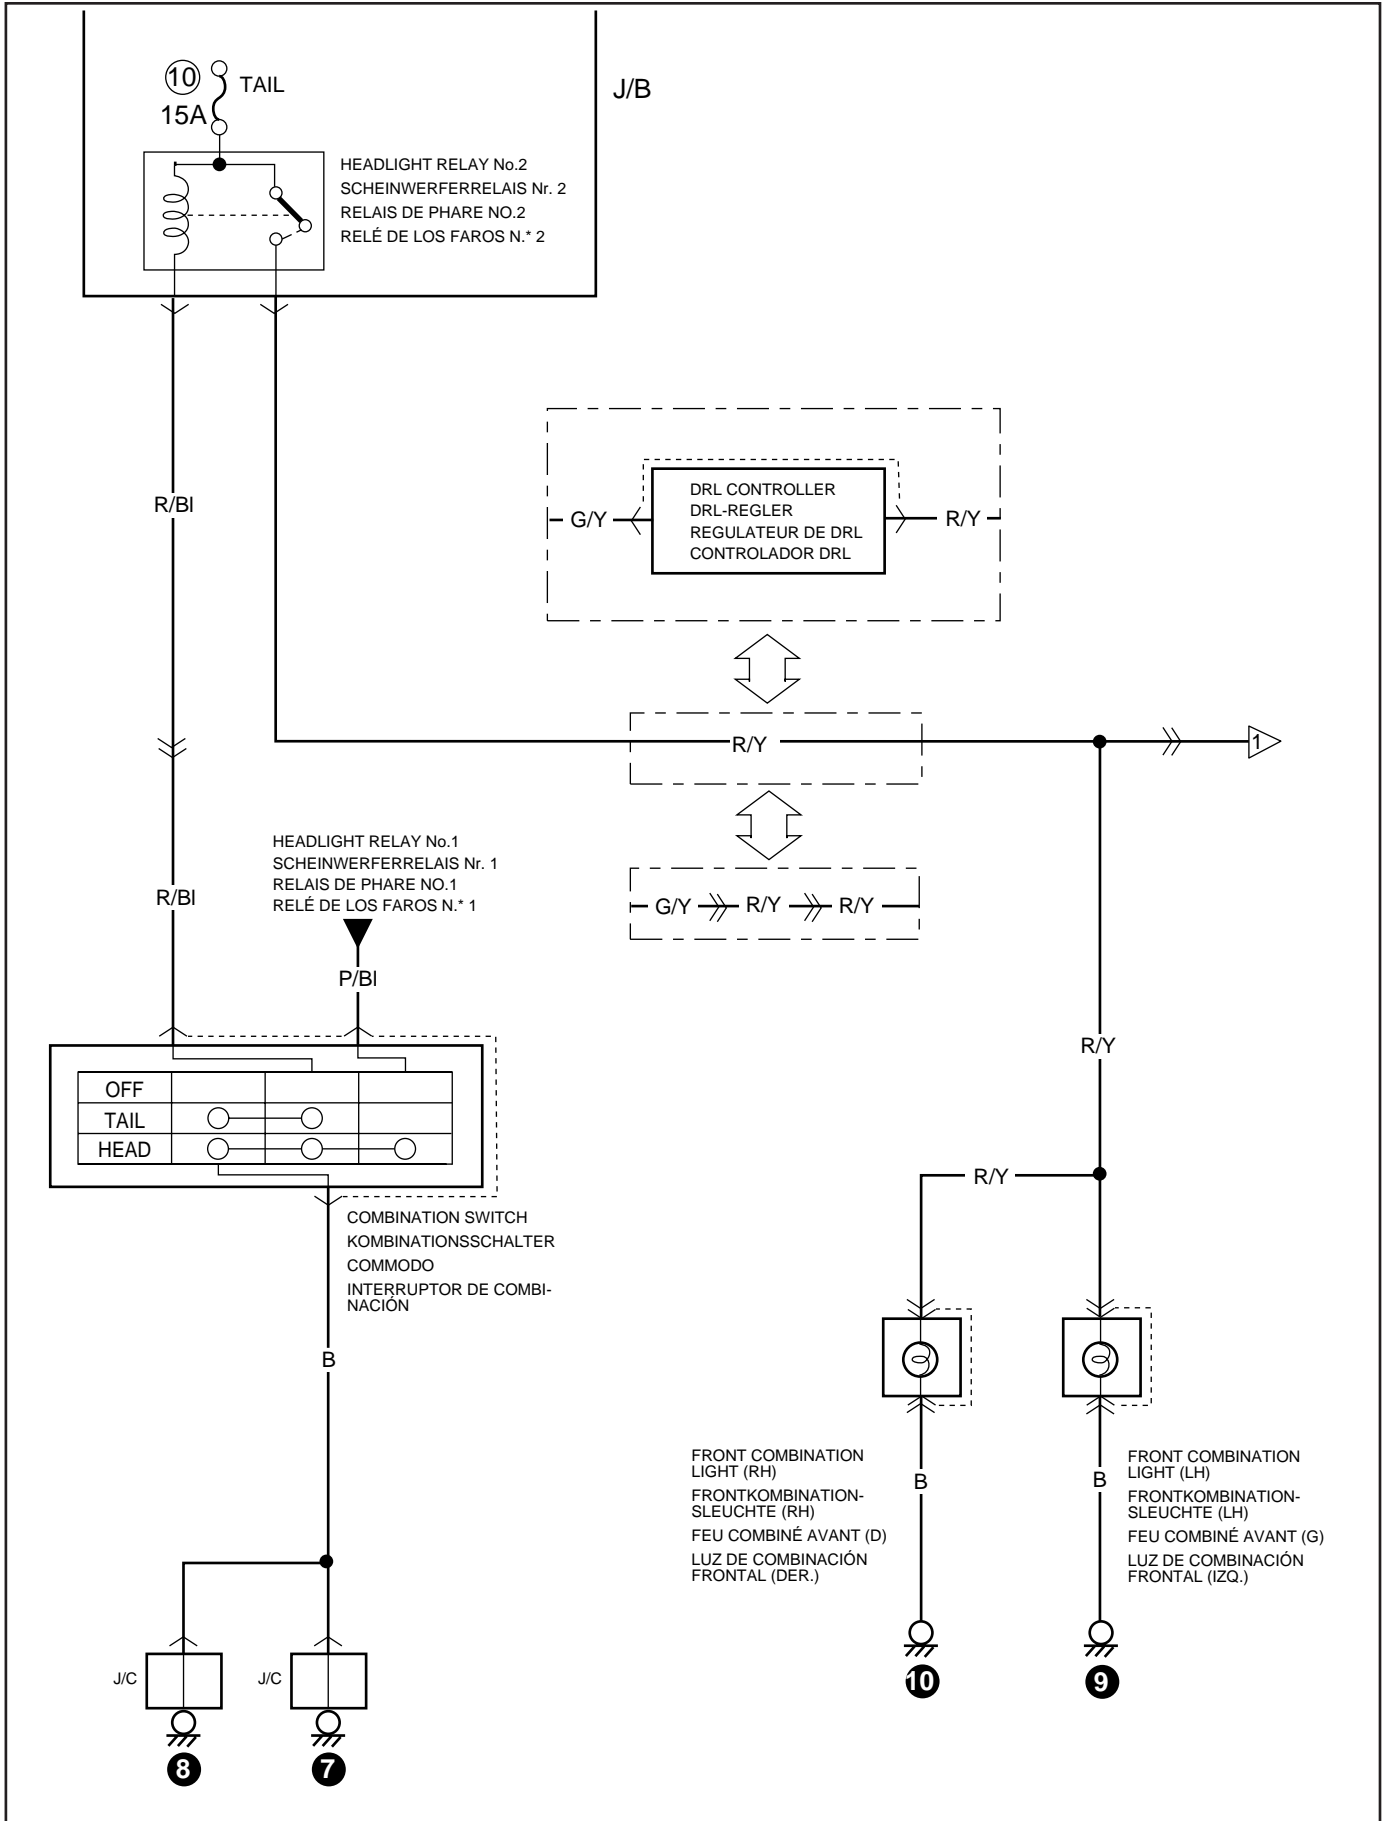 10
TAIL
15A
J/B
HEADLIGHT RELAY No.2
SCHEINWERFERRELAIS Nr. 2
RELAIS DE PHARE NO.2
RELÉ DE LOS FAROS N.* 2
R/Bl
DRL CONTROLLER
DRL-REGLER
REGULATEUR DE DRL
CONTROLADOR DRL
G/Y
R/Y
R/Y
1
HEADLIGHT RELAY No.1
SCHEINWERFERRELAIS Nr. 1
RELAIS DE PHARE NO.1
RELÉ DE LOS FAROS N.* 1
R/Bl
G/Y R/Y R/Y
P/Bl
R/Y
OFF
TAIL
HEAD
R/Y
COMBINATION SWITCH
KOMBINATIONSSCHALTER
COMMODO
INTERRUPTOR DE COMBI-
NACIÓN
B
FRONT COMBINATION
LIGHT (RH)
FRONTKOMBINATION-
SLEUCHTE (RH)
FEU COMBINÉ AVANT (D)
LUZ DE COMBINACIÓN
FRONTAL (DER.)
B
B
FRONT COMBINATION
LIGHT (LH)
FRONTKOMBINATION-
SLEUCHTE (LH)
FEU COMBINÉ AVANT (G)
LUZ DE COMBINACIÓN
FRONTAL (IZQ.)
J/C
J/C
10
9
8
7